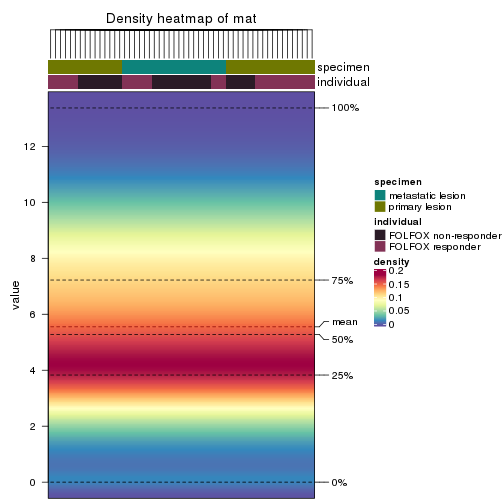 Density heatmap of mat
specimen
individual
100%
75%
mean
50%
25%
0%
12
10
8
6
4
2
0
value
specimen
metastatic lesion
primary lesion
individual
FOLFOX non-responder
FOLFOX responder
density
0.2
0.15
0.1
0.05
0